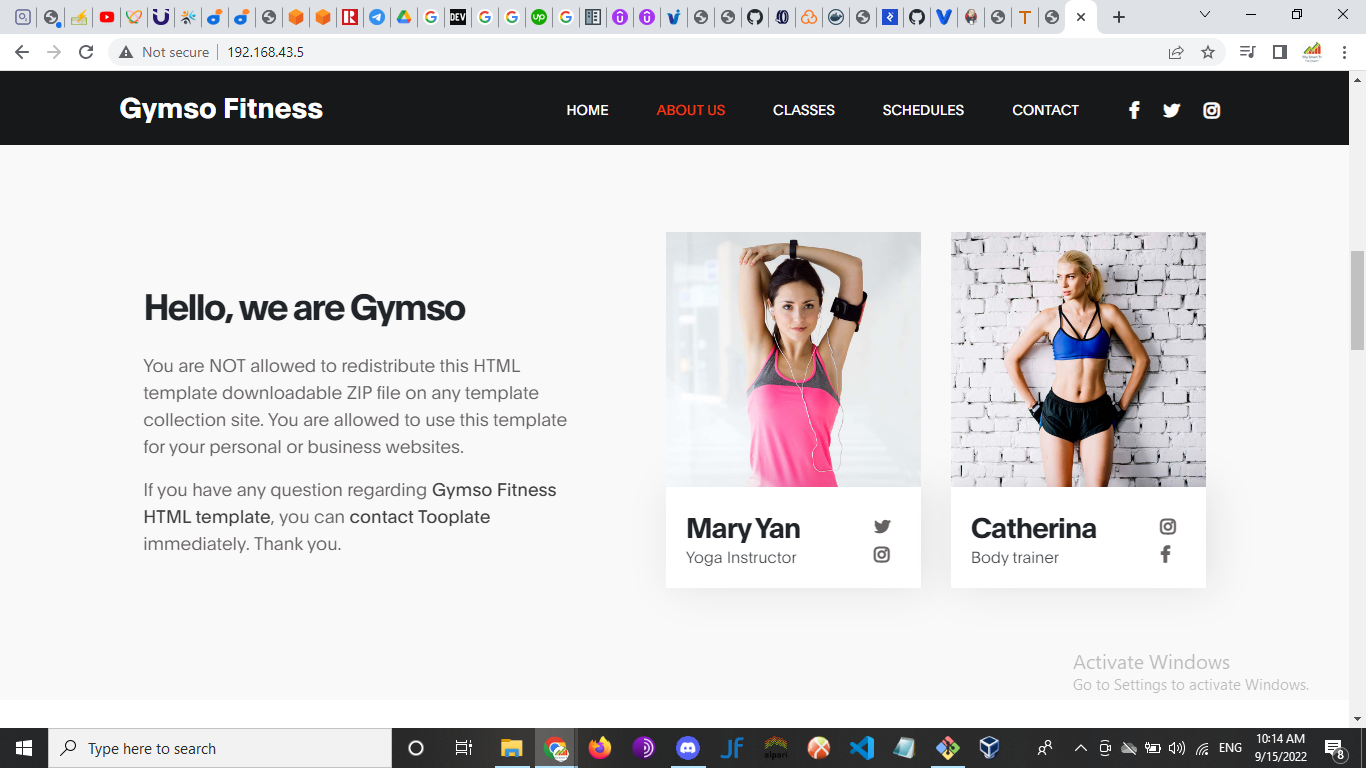 DEV
up
Not secure
192.168.43.5
Gymso Fitness
HOME
ABOUT US
CLASSES
SCHEDULES
CONTACT
Hello, we are Gymso
You are NOT allowed to redistribute this HTML
template downloadable ZIP file on any template
collection site. You are allowed to use this template
for your personal or business websites.
If you have any question regarding Gymso Fitness
HTML template, you can contact Tooplate
immediately. Thank you.
Mary Yan
Yoga Instructor
Catherina
Body trainer
Activate Windows
Go to Settings to activate Windows.
Type here to search
JF
alpari
ENG
10:14 AM
9/15/2022
8